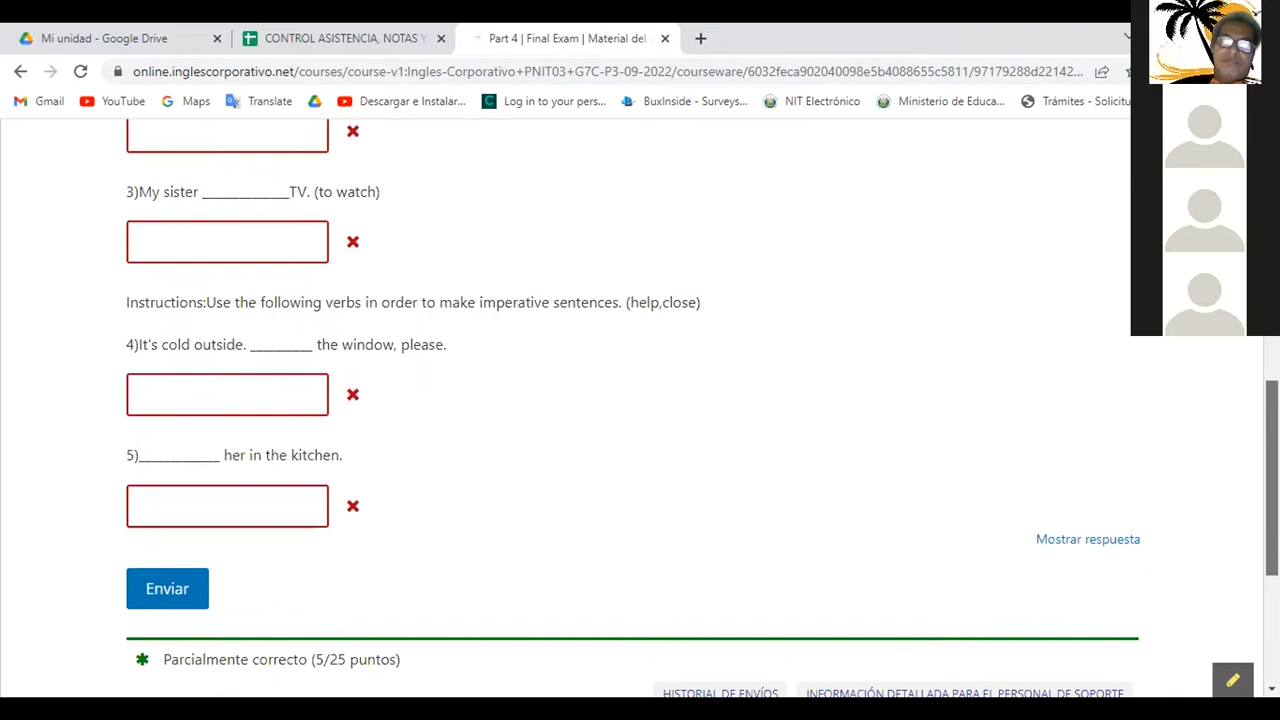 Mi unidad - Google Drive
CONTROL ASISTENCIA, NOTAS Y
Part 4 | Final Exam | Material del
online.inglescorporativo.net/courses/course-v1:Ingles-Corporativo+PNIT03+G7C-P3-09-2022/courseware/6032feca902040098e5b4088655c5811/97179288d22142...
Gmail
YouTube
Maps
Translate
Descargar e Instalar...
Log in to your pers...
BuxInside - Surveys...
NIT Electrónico
Ministerio de Educa...
Trámites - Solicitu
3)My sister _____________TV. (to watch)
Instructions:Use the following verbs in order to make imperative sentences. (help,close)
4)It's cold outside. _________ the window, please.
5)____________ her in the kitchen.
Mostrar respuesta
Enviar
Parcialmente correcto (5/25 puntos)
HISTORIAL DE ENVÍOS
INFORMACIÓN DETALLADA PARA EL PERSONAL DE SOPORTE